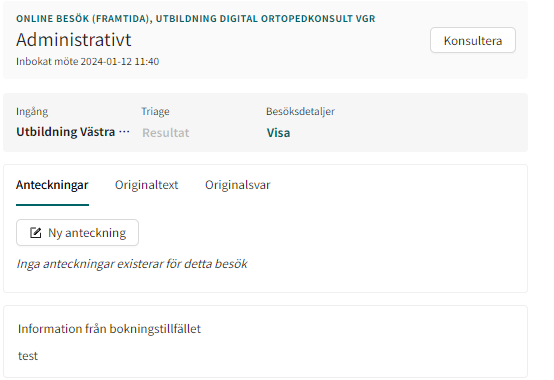 ONLINE BESÖK (FRAMTIDA), UTBILDNING DIGITAL ORTOPEDKONSULT VGR
Administrativt
Konsultera
Inbokat möte 2024-01-12 11:40
Ingång Triage Besöksdetaljer
Utbildning Västra ··· Resultat Visa
Anteckningar Originaltext Originalsvar
Ny anteckning
Inga anteckningar existerar för detta besök
Information från bokningstillfället
test